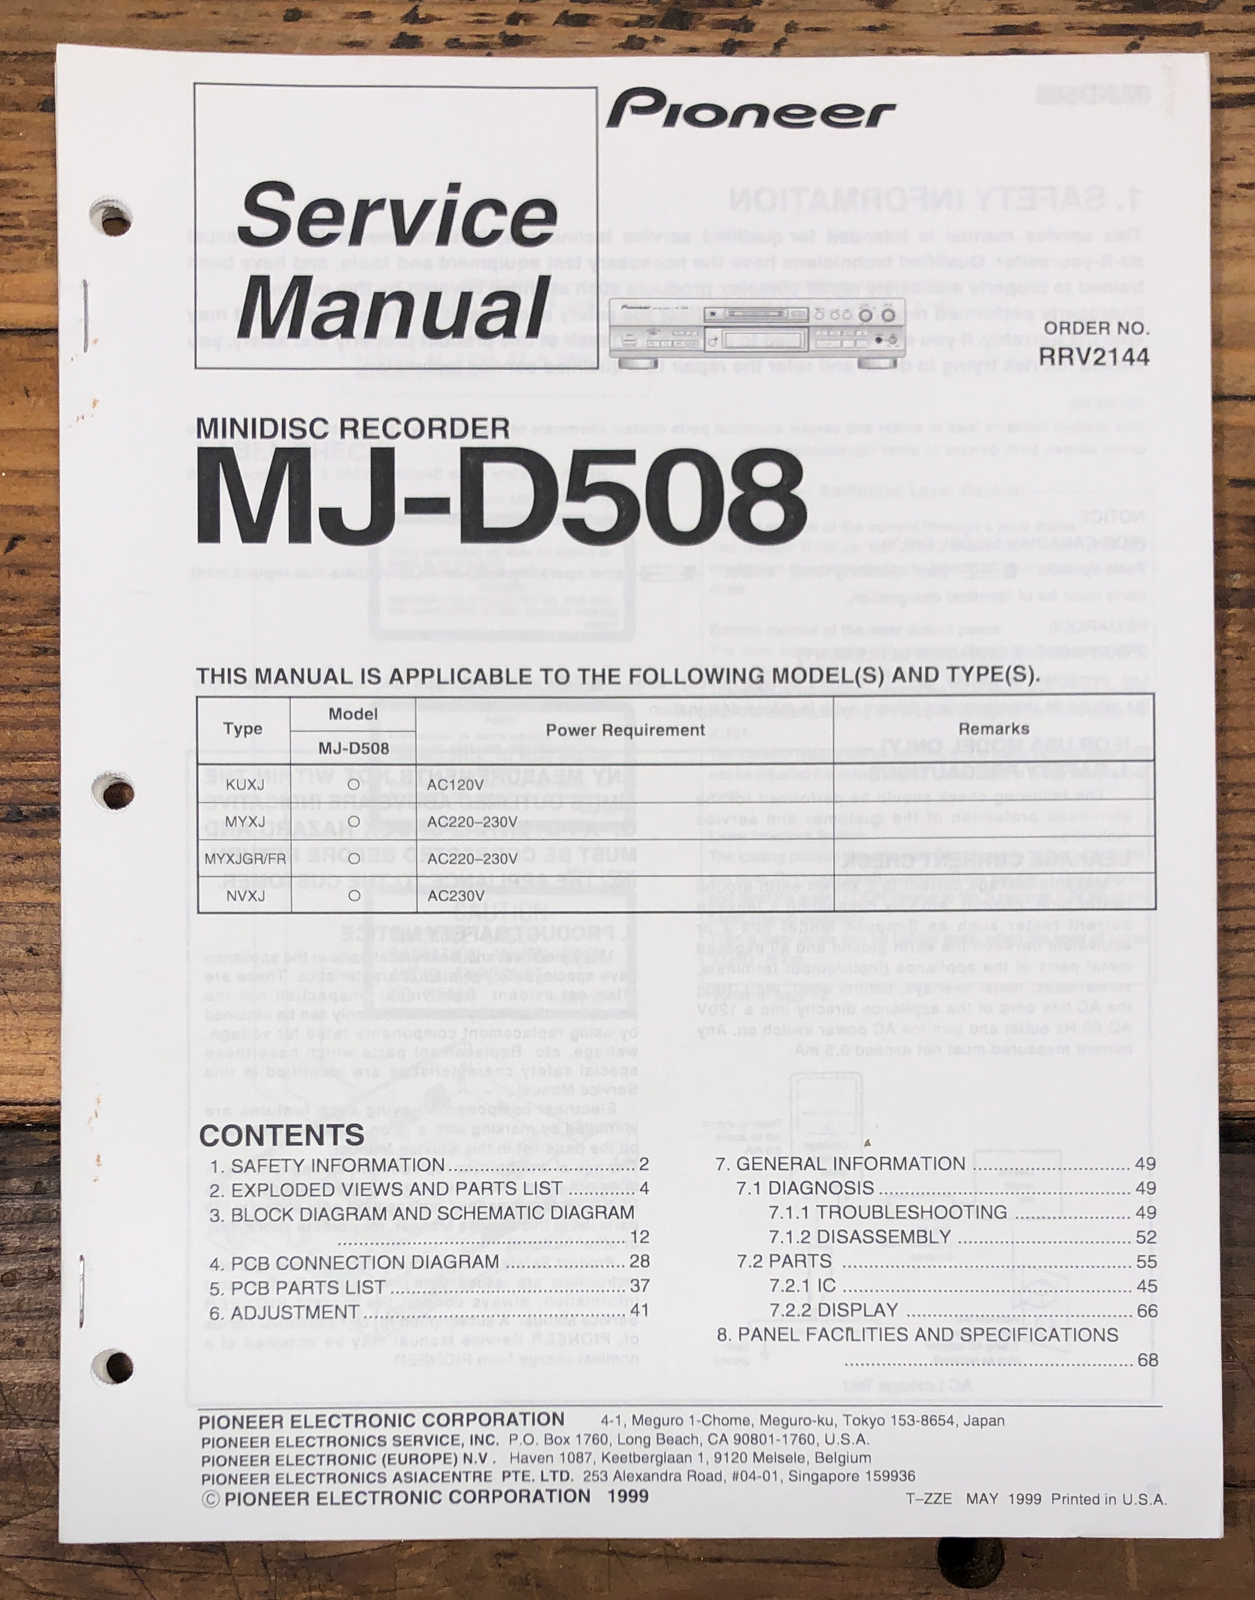 Pioneer
Service
Manual
ORDER NO.
RRV2144
MINIDISC RECORDER
MJ-D508
THIS MANUAL IS APPLICABLE TO THE FOLLOWING MODEL(S) AND TYPE(S).
Type Model Power Requirement Remarks
MJ-D508
KUXJ ○ AC120V
MYXJ ○ AC220–230V
MYXJGR/FR ○ AC220–230V
NVXJ ○ AC230V
CONTENTS
1. SAFETY INFORMATION .......... 2
2. EXPLODED VIEWS AND PARTS LIST .......... 4
3. BLOCK DIAGRAM AND SCHEMATIC DIAGRAM
.......... 12
4. PCB CONNECTION DIAGRAM .......... 28
5. PCB PARTS LIST .......... 37
6. ADJUSTMENT .......... 41
7. GENERAL INFORMATION .......... 49
7.1 DIAGNOSIS .......... 49
7.1.1 TROUBLESHOOTING .......... 49
7.1.2 DISASSEMBLY .......... 52
7.2 PARTS .......... 55
7.2.1 IC .......... 45
7.2.2 DISPLAY .......... 66
8. PANEL FACILITIES AND SPECIFICATIONS
.......... 68
PIONEER ELECTRONIC CORPORATION 4-1, Meguro 1-Chome, Meguro-ku, Tokyo 153-8654, Japan
PIONEER ELECTRONICS SERVICE, INC. P.O. Box 1760, Long Beach, CA 90801-1760, U.S.A.
PIONEER ELECTRONIC (EUROPE) N.V. Haven 1087, Keetberglaan 1, 9120 Melsele, Belgium
PIONEER ELECTRONICS ASIACENTRE PTE. LTD. 253 Alexandra Road, #04-01, Singapore 159936
© PIONEER ELECTRONIC CORPORATION 1999
T–ZZE MAY 1999 Printed in U.S.A.